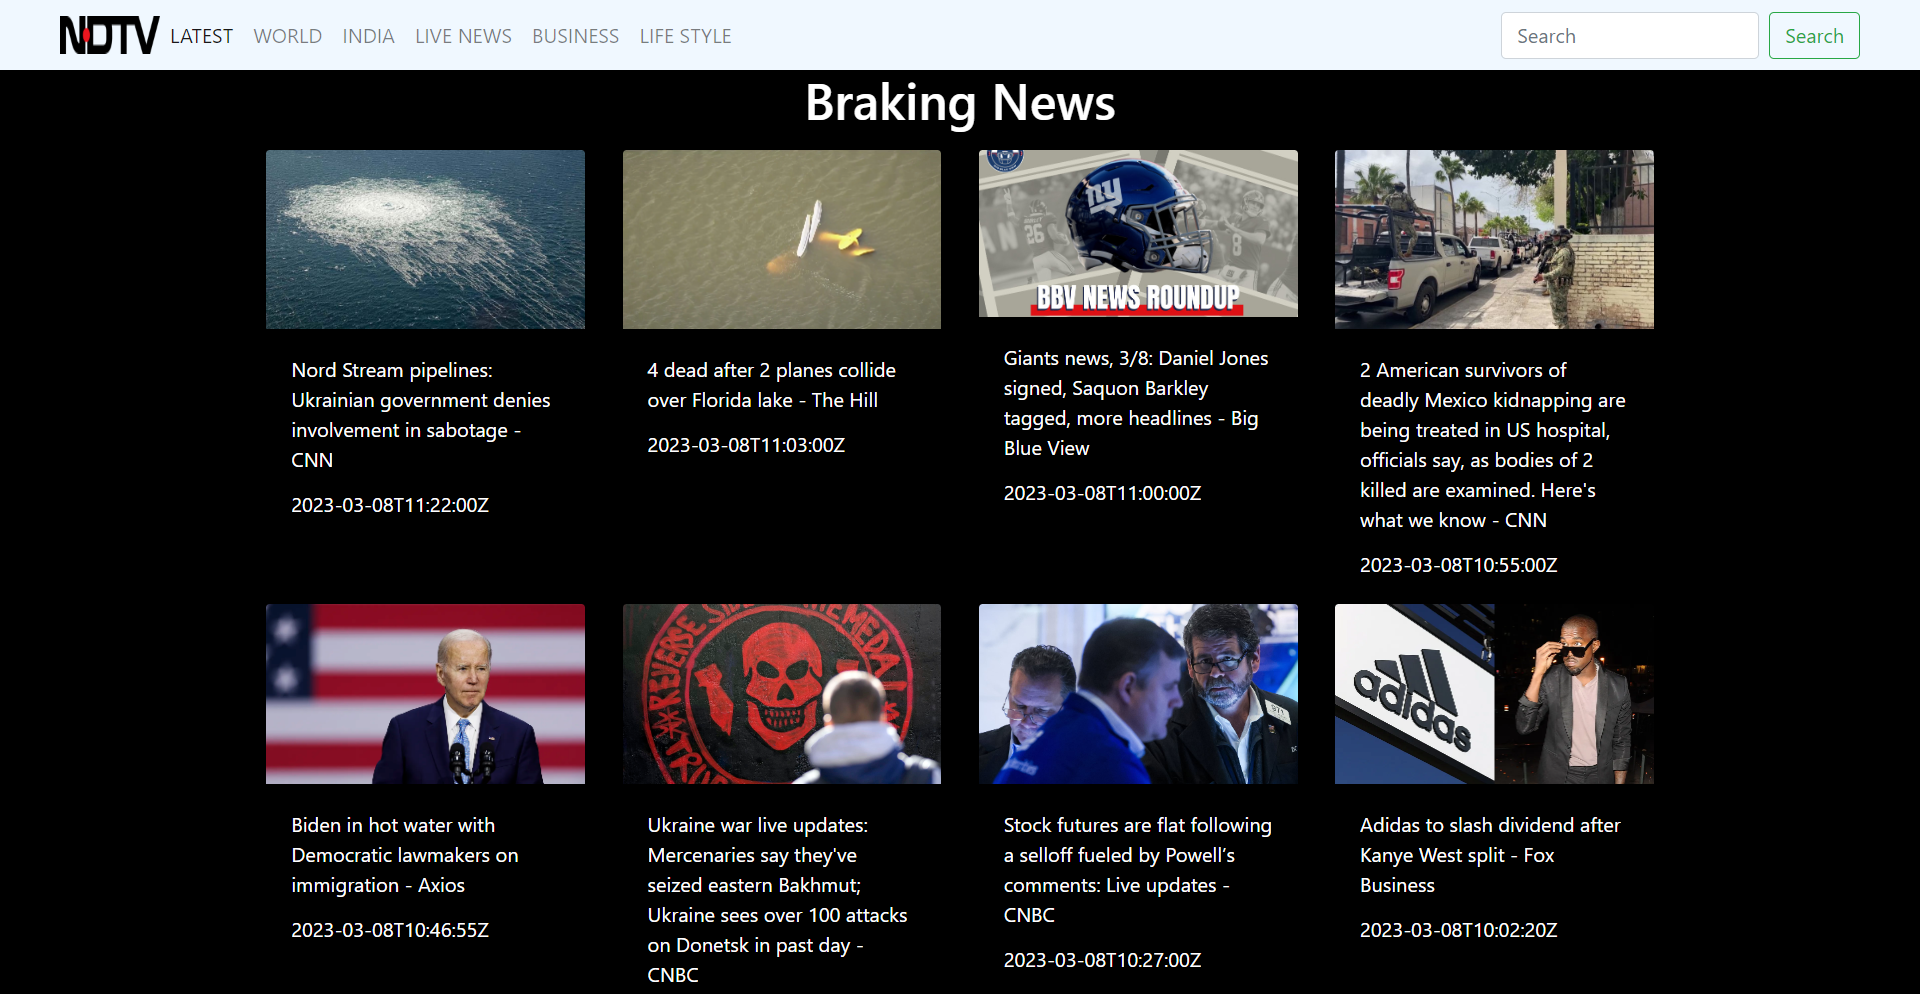 NDTV LATEST WORLD INDIA LIVE NEWS BUSINESS LIFE STYLE Search Search
Braking News
ny
26
8
BBV NEWS ROUNDUP
Nord Stream pipelines:
Ukrainian government denies
involvement in sabotage -
CNN
2023-03-08T11:22:00Z
4 dead after 2 planes collide
over Florida lake - The Hill
2023-03-08T11:03:00Z
Giants news, 3/8: Daniel Jones
signed, Saquon Barkley
tagged, more headlines - Big
Blue View
2023-03-08T11:00:00Z
2 American survivors of
deadly Mexico kidnapping are
being treated in US hospital,
officials say, as bodies of 2
killed are examined. Here's
what we know - CNN
2023-03-08T10:55:00Z
REVERSE
adidas
Biden in hot water with
Democratic lawmakers on
immigration - Axios
2023-03-08T10:46:55Z
Ukraine war live updates:
Mercenaries say they've
seized eastern Bakhmut;
Ukraine sees over 100 attacks
on Donetsk in past day -
CNBC
Stock futures are flat following
a selloff fueled by Powell’s
comments: Live updates -
CNBC
2023-03-08T10:27:00Z
Adidas to slash dividend after
Kanye West split - Fox
Business
2023-03-08T10:02:20Z